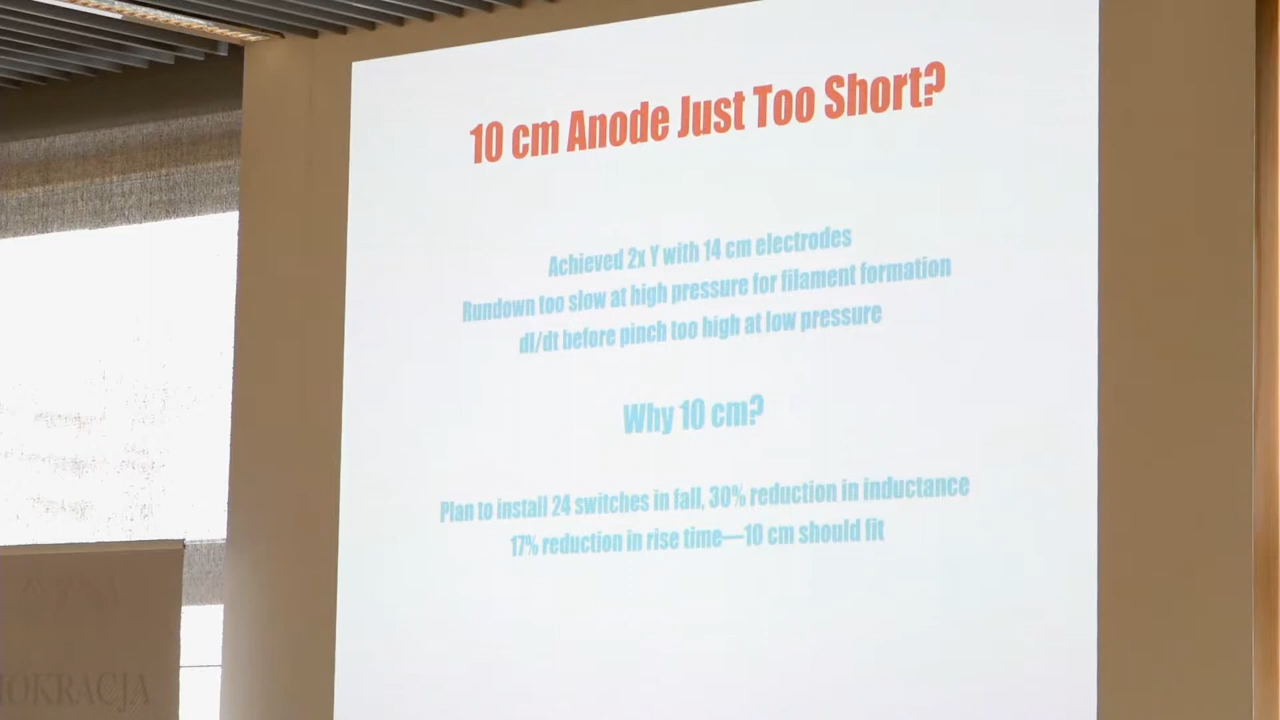 10 cm Anode Just Too Short?
Achieved 2x Y with 14 cm electrodes
Rundown too slow at high pressure for filament formation
dI/dt before pinch too high at low pressure
Why 10 cm?
Plan to install 24 switches in fall, 30% reduction in inductance
17% reduction in rise time—10 cm should fit
OKRACJA